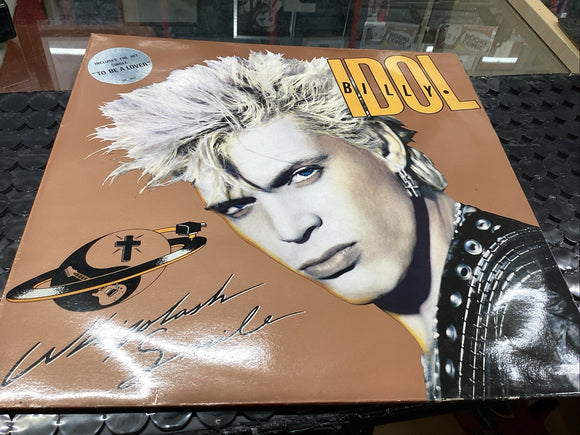 INCLUDES THE HIT
SINGLE
"TO BE A LOVER"
IDOL
BILLY
Whiplash
Smile